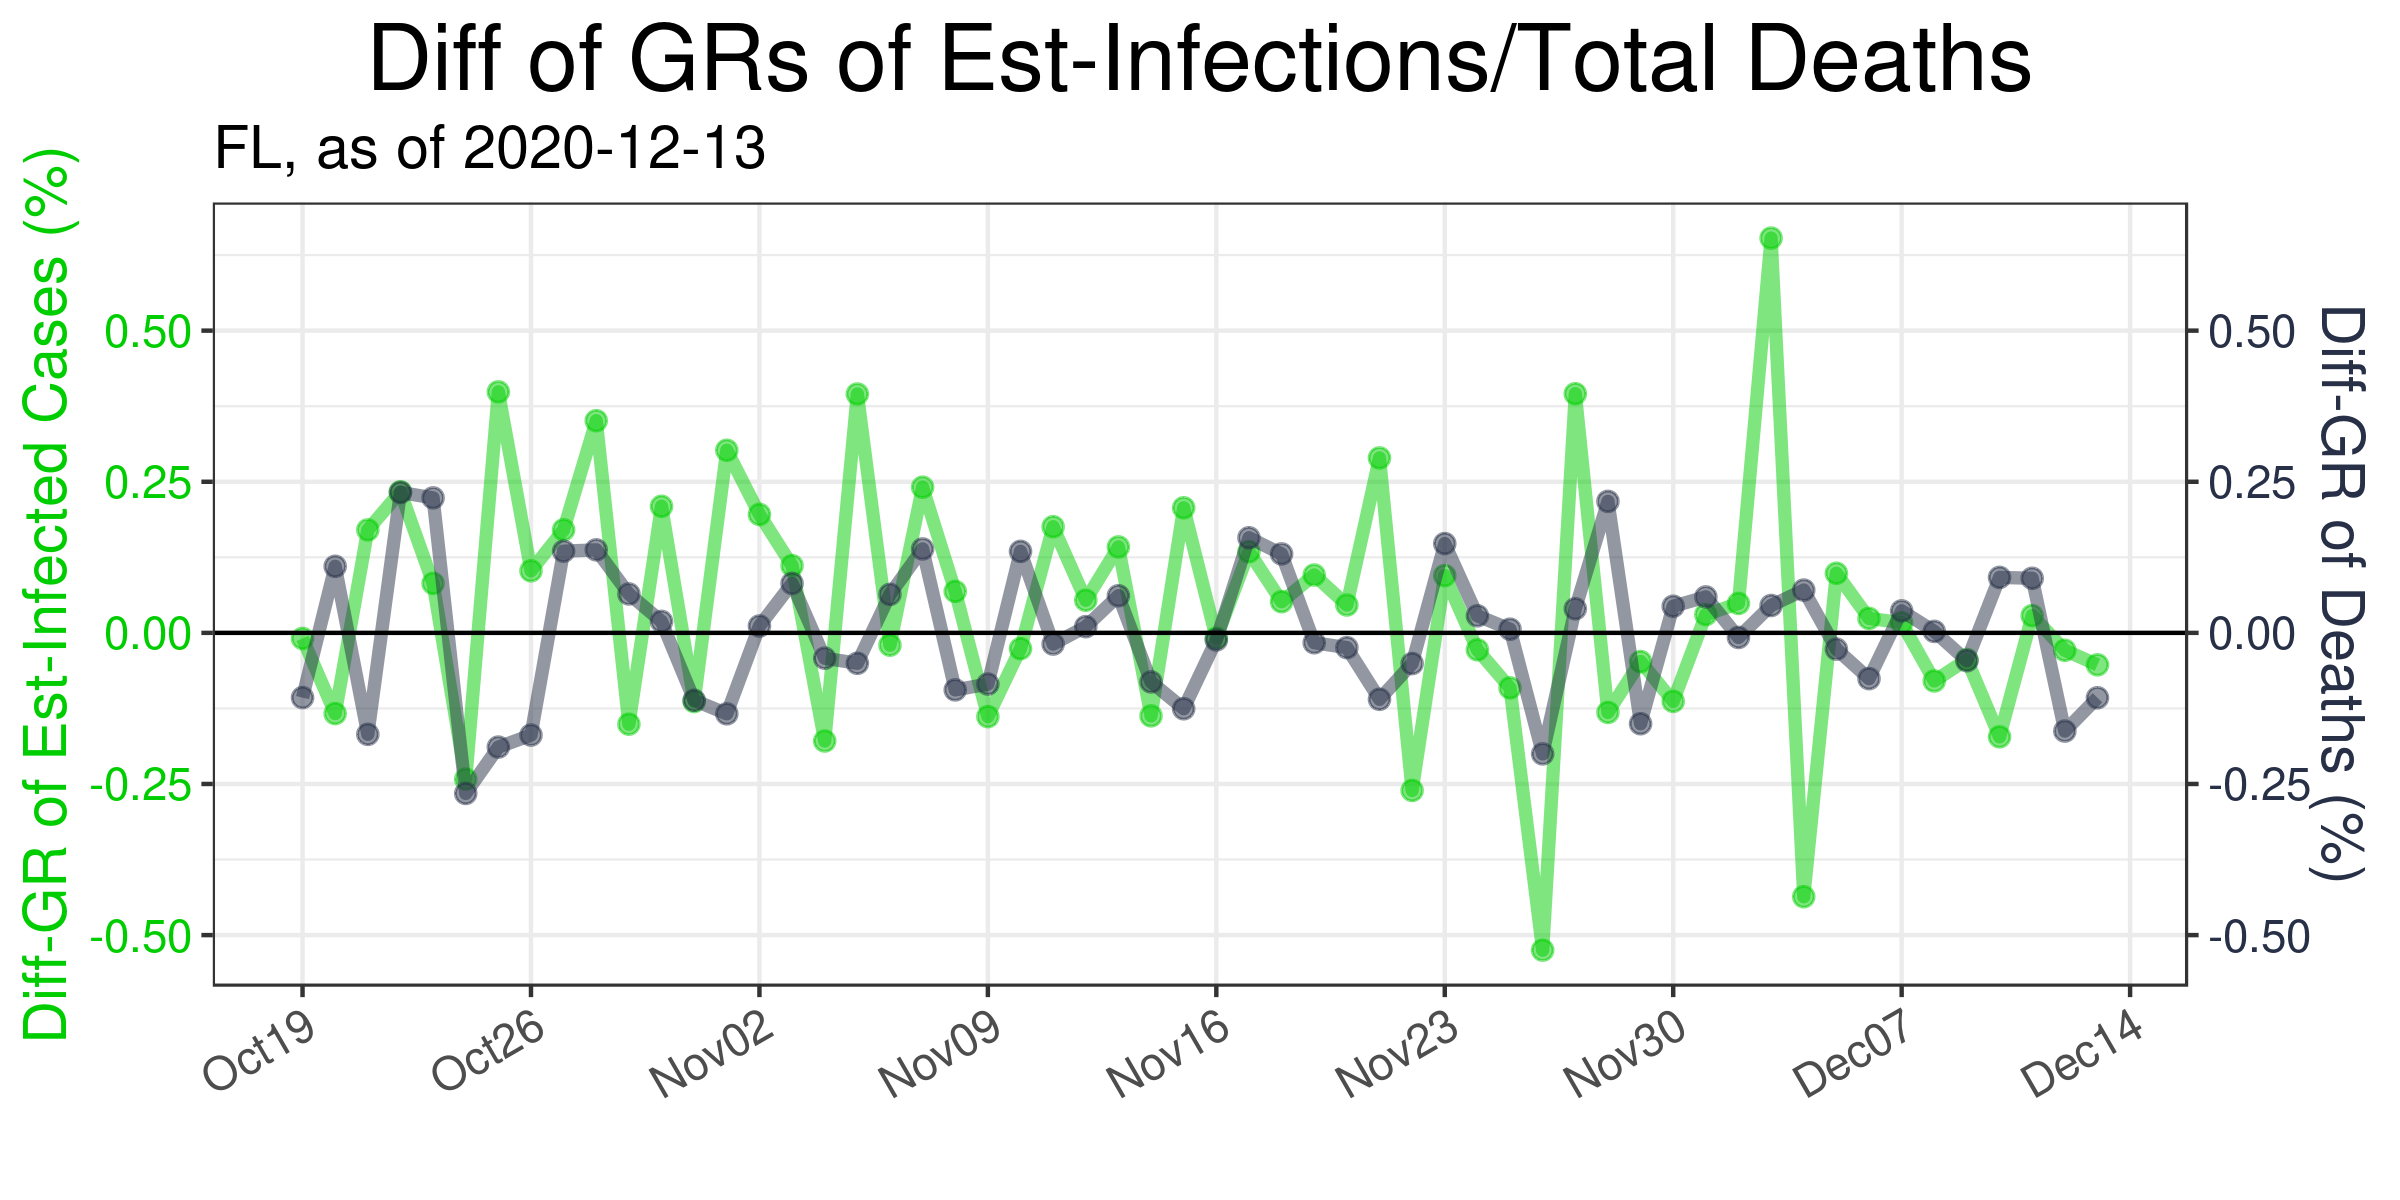 Diff of GRs of Est-Infections/Total Deaths
FL, as of 2020-12-13
Diff-GR of Est-Infected Cases (%)
0.50
0.25
0.00
-0.25
-0.50
0.50
0.25
0.00
-0.25
-0.50
Diff-GR of Deaths (%)
Oct19
Oct26
Nov02
Nov09
Nov16
Nov23
Nov30
Dec07
Dec14